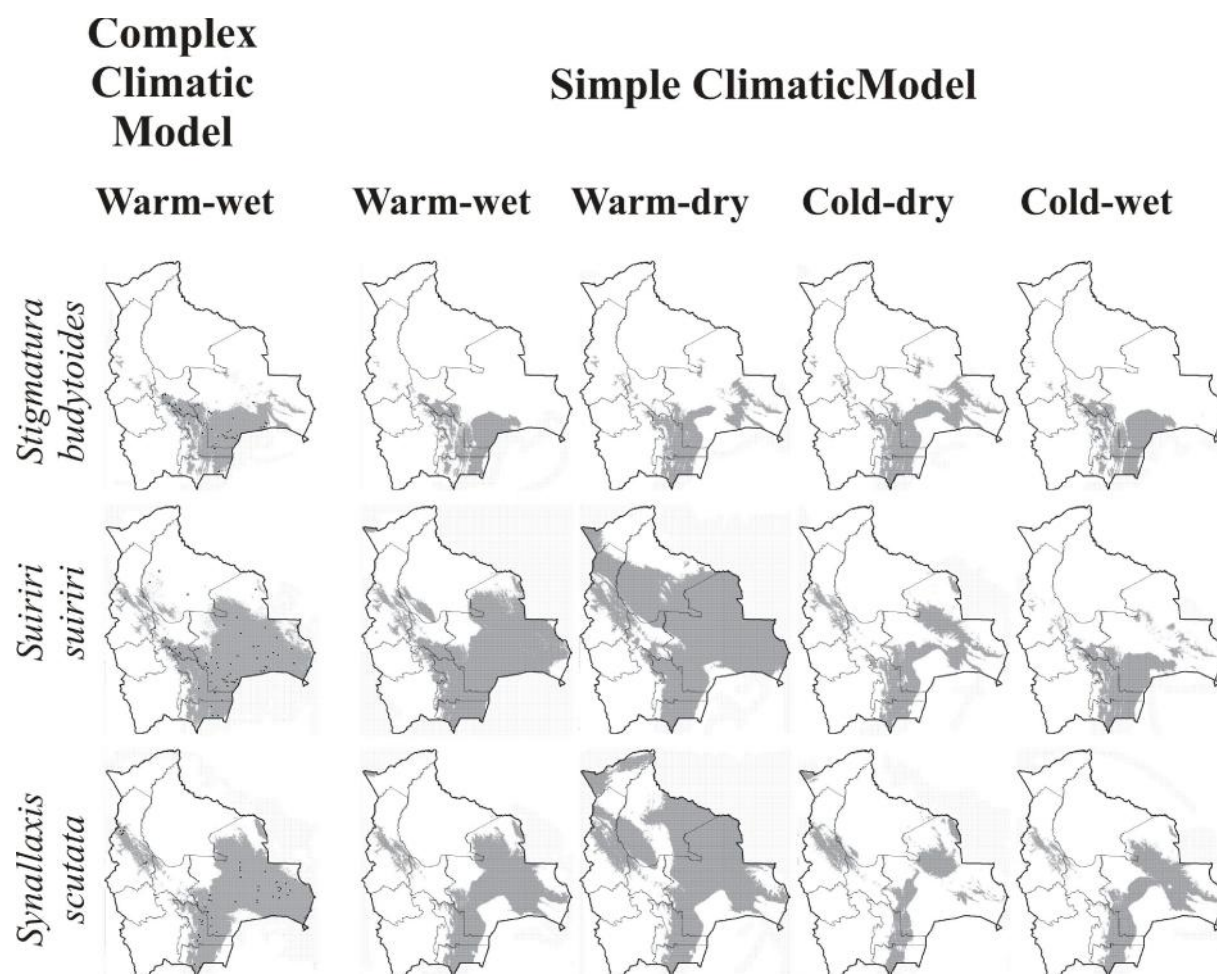 Complex
Climatic
Model
Simple ClimaticModel
Warm-wet
Warm-wet
Warm-dry
Cold-dry
Cold-wet
Stigmatura
budytoides
Suiriri
suiriri
Synallaxis
scutata